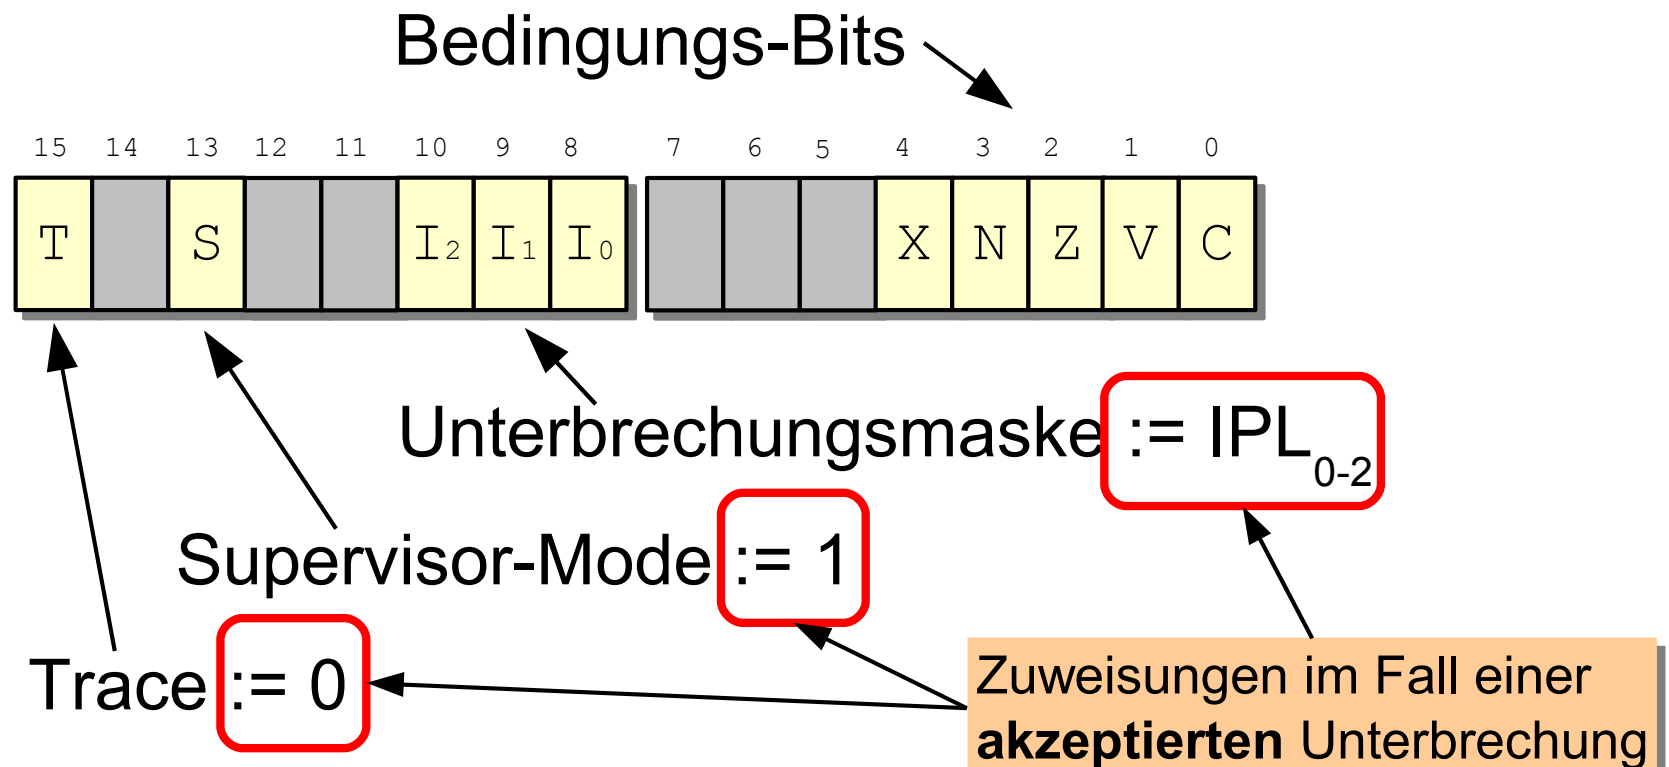 Bedingungs-Bits
15 14 13 12 11 10 9 8 7 6 5 4 3 2 1 0
T S I2 I1 I0 X N Z V C
Unterbrechungsmaske := IPL0-2
Supervisor-Mode := 1
Trace := 0
Zuweisungen im Fall einer
akzeptierten Unterbrechung